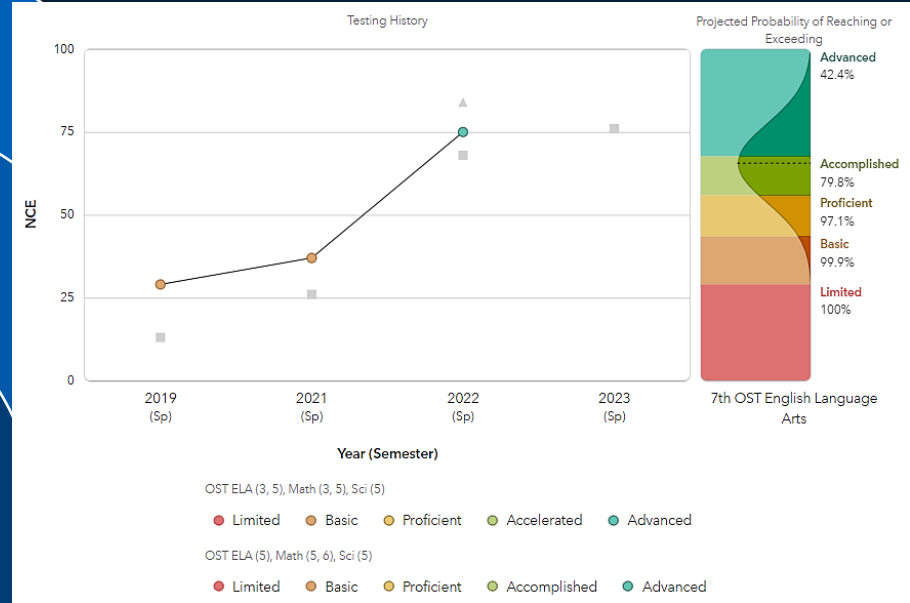 Testing History
Projected Probability of Reaching or
Exceeding
100
75
50
25
0
NCE
Advanced
42.4%
Accomplished
79.8%
Proficient
97.1%
Basic
99.9%
Limited
100%
2019
(Sp)
2021
(Sp)
2022
(Sp)
2023
(Sp)
7th OST English Language
Arts
Year (Semester)
OST ELA (3, 5), Math (3, 5), Sci (5)
Limited Basic Proficient Accelerated Advanced
OST ELA (5), Math (5, 6), Sci (5)
Limited Basic Proficient Accomplished Advanced